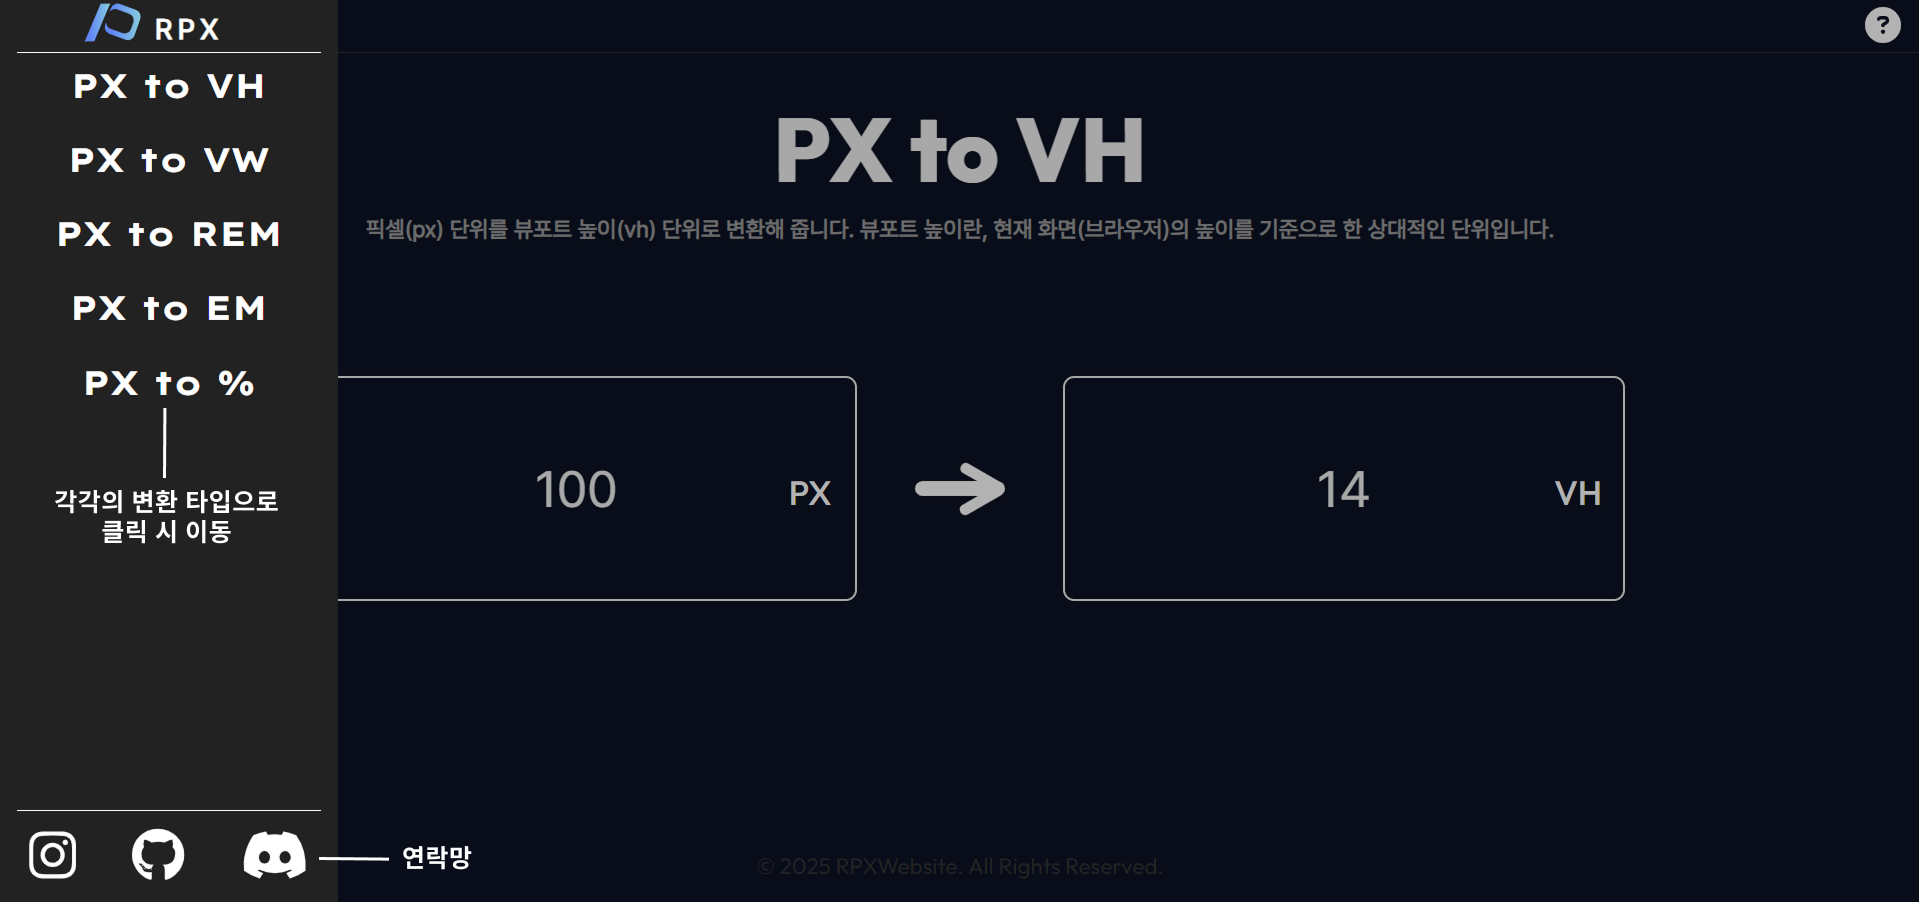 RPX
PX to VH
PX to VW
PX to REM
PX to EM
PX to %
각각의 변환 타입으로
클릭 시 이동
연락망
?
PX to VH
픽셀(px) 단위를 뷰포트 높이(vh) 단위로 변환해 줍니다. 뷰포트 높이란, 현재 화면(브라우저)의 높이를 기준으로 한 상대적인 단위입니다.
100 PX
14 VH
© 2025 RPXWebsite. All Rights Reserved.